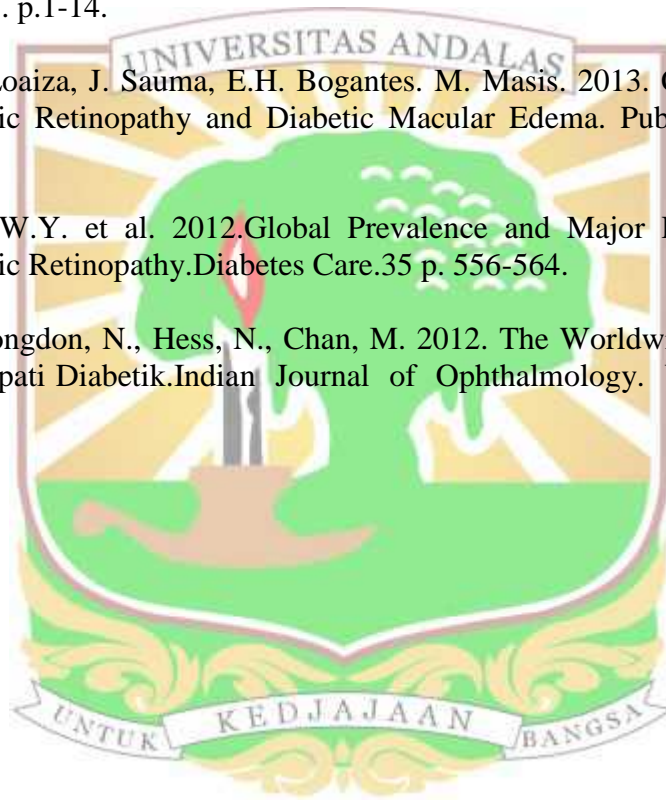 . p.1-14.
UNIVERSITAS ANDALAS
Loaiza, J. Sauma, E.H. Bogantes. M. Masis. 2013.
ic Retinopathy and Diabetic Macular Edema. Pub
W.Y. et al. 2012.Global Prevalence and Major
ic Retinopathy.Diabetes Care.35 p. 556-564.
ongdon, N., Hess, N., Chan, M. 2012. The Worldwi
pati Diabetik.Indian Journal of Ophthalmology.
UNTUK KEDJAJAAN BANGSA